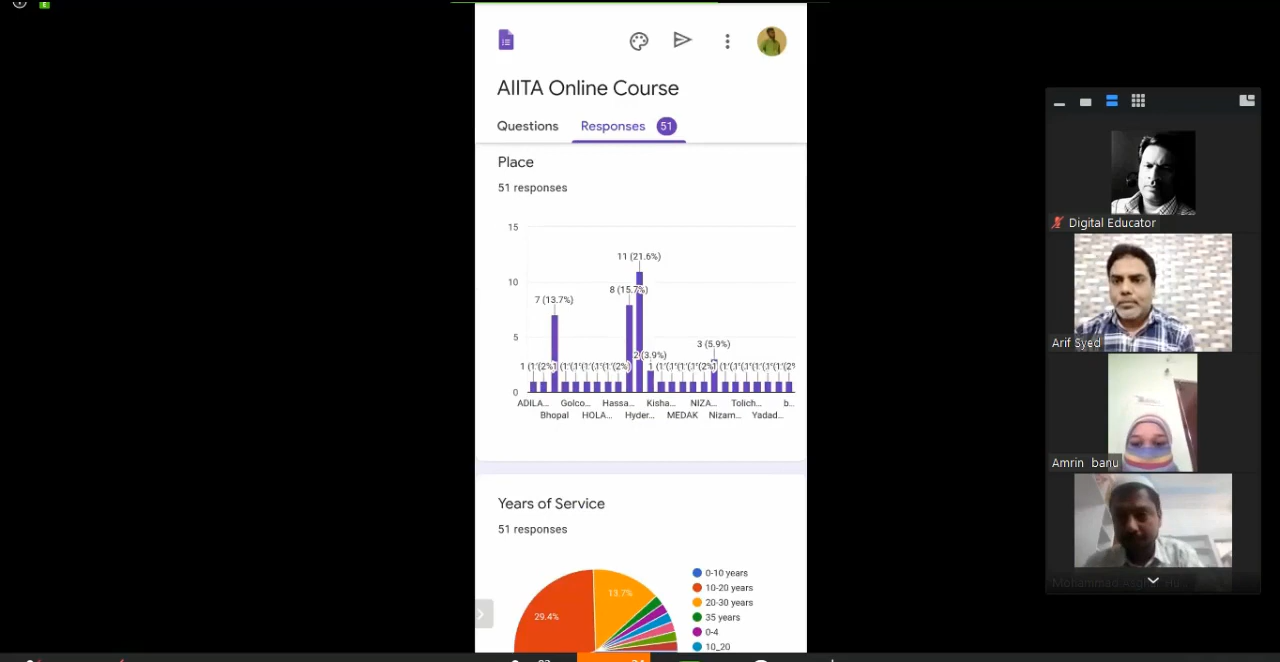 AIITA Online Course
Questions
Responses 51
Place
51 responses
15
11 (21.6%)
10
8 (15.7%)
7 (13.7%)
5
3 (5.9%)
2 (3.9%)
0
ADILA... Golco... Hassa... Kisha... NIZA... Tolich... b...
Bhopal HOLA... Hyder... MEDAK Nizam... Yadad...
Years of Service
51 responses
0-10 years
10-20 years
20-30 years
35 years
0-4
10_20
13.7%
29.4%
Digital Educator
Arif Syed
Amrin banu